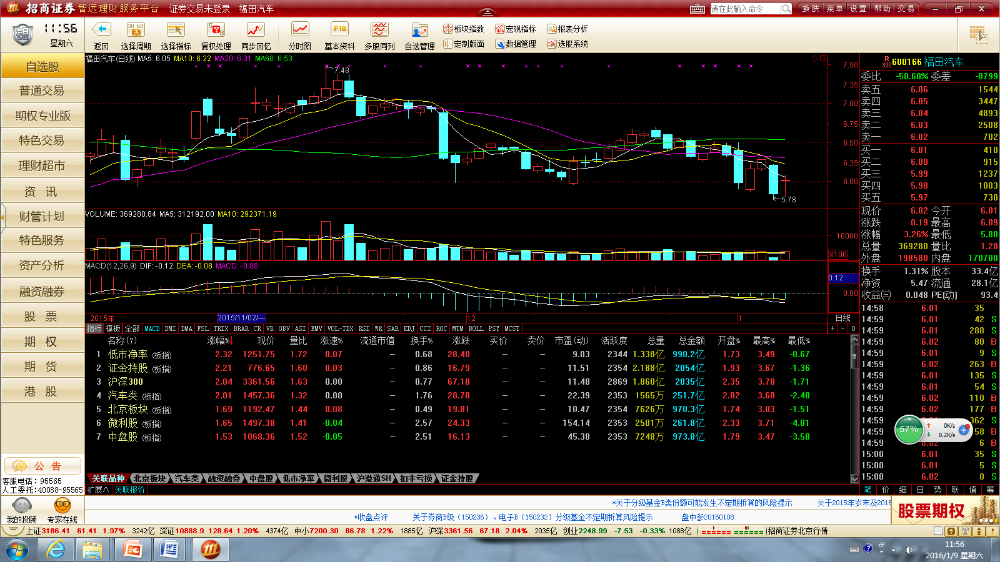 招商证券 智远理财服务平台 证券交易未登录 福田汽车 请在此输入命令 换肤 菜单 设置 帮助 交易
11:56 星期六
返回 选择周期 选择指标 复权处理 同步回忆 分时图 基本资料 多股同列 自选管理
板块指数 宏观指标 报表分析
定制版面 数据管理 选股系统
自选股
普通交易
期权专业版
特色交易
理财超市
资 讯
财管计划
特色服务
资产分析
融资融券
股 票
期 权
期 货
港 股
公 告
客服电话: 95565
人工委托:40088-95565
我的投顾 专家在线
福田汽车(日线) MA5: 6.05 MA10: 6.22 MA20: 6.31 MA60: 6.53
7.48
5.78
7.50
7.25
7.00
6.75
6.50
6.25
6.00
VOLUME: 369280.84 MA5: 312192.00 MA10: 292371.19
10000
X100
MACD(12,26,9) DIF: -0.12 DEA: -0.08 MACD: -0.08
0.12
0.00
2015年 2015/11/02/一 12 1 日线
指标 模板 全部 MACD DMI DMA FSL TRIX BRAR CR VR OBV ASI EMV VOL-TDX RSI WR SAR KDJ CCI ROC MTM BOLL PSY MCST + - 0
名称(7) 涨幅%↓ 现价 量比 涨速% 流通市值 换手% 涨跌 买价 卖价 市盈(动) 活跃度 总量 总金额 开盘% 最高% 最低%
1 低市净率 (板指) 2.32 1251.75 1.72 0.07 — 0.68 28.40 — — 9.03 2344 1.338亿 990.2亿 1.73 3.49 -0.67
2 证金持股 (板指) 2.21 776.65 1.60 0.03 — 0.86 16.79 — — 11.51 2354 2.188亿 2054亿 1.93 3.67 -1.36
3 沪深300 2.04 3361.56 1.63 0.00 — 0.77 67.18 — — 11.48 2869 1.860亿 2035亿 2.35 3.78 -1.71
4 汽车类 (板指) 2.01 1457.36 1.32 0.00 — 1.76 28.78 — — 22.39 2353 1565万 251.7亿 2.02 3.68 -2.40
5 北京板块 (板指) 1.69 1192.47 1.44 0.08 — 0.49 19.81 — — 10.47 2354 7626万 970.3亿 1.74 3.03 -1.51
6 微利股 (板指) 1.65 1497.38 1.41 -0.04 — 2.57 24.33 — — 154.14 2353 2501万 261.8亿 2.33 3.71 -4.01
7 中盘股 (板指) 1.53 1068.36 1.52 -0.05 — 2.51 16.13 — — 45.38 2353 7248万 973.8亿 1.79 3.47 -3.58
关联品种 北京板块 汽车类 融资融券 中盘股 低市净率 微利股 沪港通SH 扣非亏损 证金持股
扩展∧ 关联报价
R 300 600166 福田汽车
委比 -50.60% 委差 -8799
卖五 6.06 1544
卖四 6.05 3447
卖三 6.04 4893
卖二 6.03 2508
卖一 6.02 702
买一 6.01 410
买二 6.00 915
买三 5.99 1237
买四 5.98 1003
买五 5.97 730
现价 6.02 今开 6.01
涨跌 0.19 最高 6.09
涨幅 3.26% 最低 5.80
总量 369280 量比 1.28
外盘 198580 内盘 170700
换手 1.31% 股本 33.4亿
净资 5.47 流通 28.1亿
收益㈢ 0.048 PE(动) 93.4
14:58 6.01 35
14:59 6.01 42 S
14:59 6.01 288 S
14:59 6.02 80 B
14:59 6.01 9 S
14:59 6.02 263 B
14:59 6.01 135 S
14:59 6.01 54 S
14:59 6.02 110 B
14:59 6.02 177 B
14:59 362 S
14:59 58 B
14:59 6.02 6 B
15:00 6.01 35 S
15:00 6.01 5 S
15:00 6.02 0 S
57% 0K/s
0.2K/s
笔 价 细 日 势 联 值 筹
*关于分级基金B类份额可能发生不定期折算的风险提示 关于2015年岁末及2016
*收盘点评 关于券商B级(150236)、电子B(150232)分级基金不定期折算风险提示 盘中参20160108
股票期权
上证3186.41 61.41 1.97% 3242亿 深证10888.9 128.64 1.20% 4374亿 中小7200.30 86.78 1.22% 1885亿 沪深3361.56 67.18 2.04% 2035亿 创业2248.99 -7.53 -0.33% 1088亿 招商证券北京行情
11:56
2016/1/9 星期六